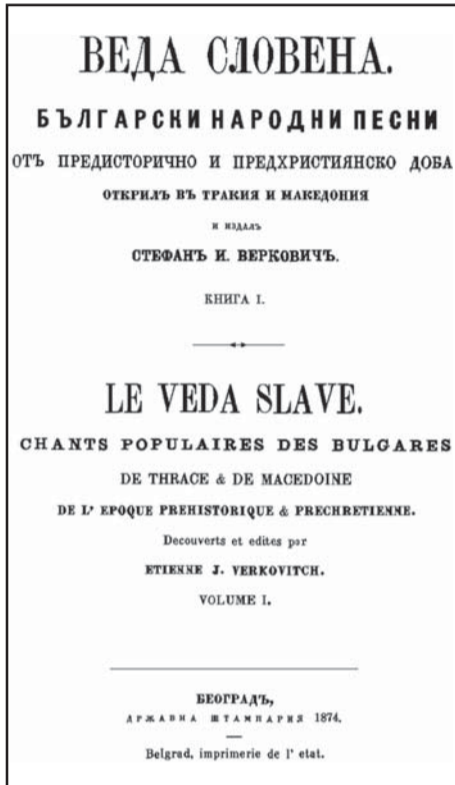 ВЕДА СЛОВЕНА.
БЪЛГАРСКИ НАРОДНИ ПЕСНИ
ОТЪ ПРЕДИСТОРИЧНО И ПРЕДХРИСТИЯНСКО ДОБА
ОТКРИЛЪ ВЪ ТРАКИЯ И МАКЕДОНИЯ
И ИЗДАЛЪ
СТЕФАНЪ И. ВЕРКОВИЧЪ.
КНИГА I.
LE VEDA SLAVE.
CHANTS POPULAIRES DES BULGARES
DE THRACE & DE MACEDOINE
DE L' EPOQUE PREHISTORIQUE & PRECHRETIENNE.
Decouverts et edites par
ETIENNE J. VERKOVITCH.
VOLUME I.
БЕОГРАДЪ,
ДРЖАВНА ШТАМПАРИЯ 1874.
Belgrad, imprimerie de l' etat.